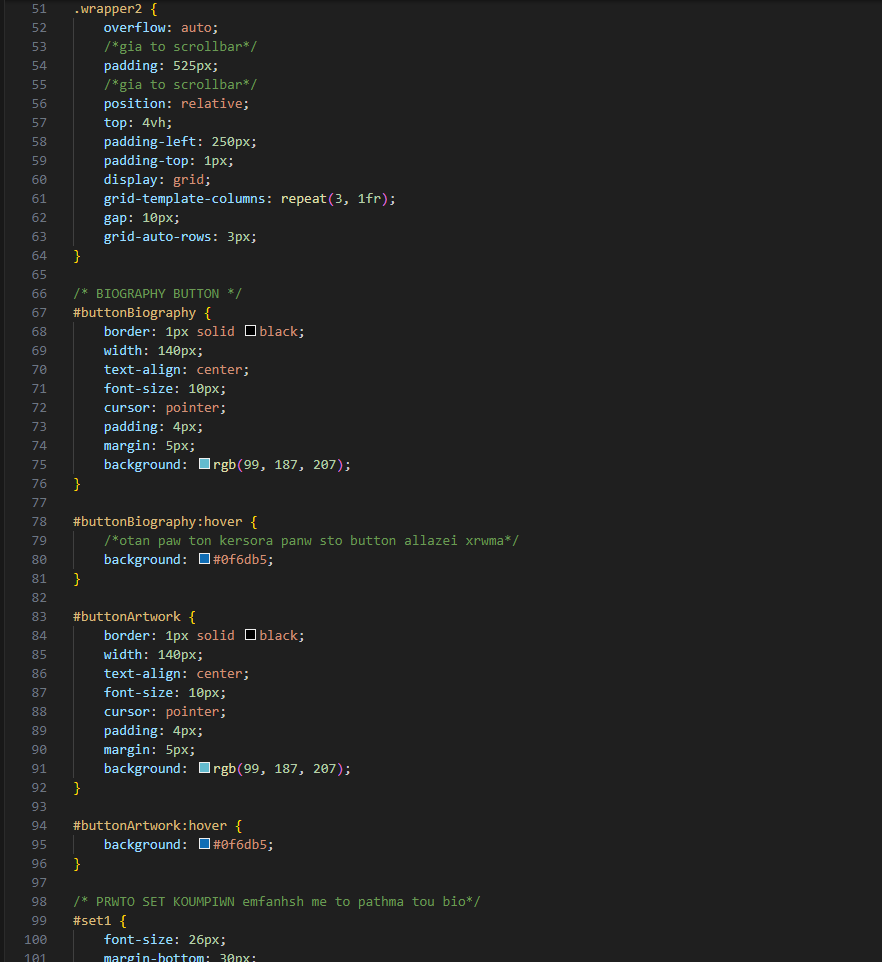 51 .wrapper2 {
52 overflow: auto;
53 /*gia to scrollbar*/
54 padding: 525px;
55 /*gia to scrollbar*/
56 position: relative;
57 top: 4vh;
58 padding-left: 250px;
59 padding-top: 1px;
60 display: grid;
61 grid-template-columns: repeat(3, 1fr);
62 gap: 10px;
63 grid-auto-rows: 3px;
64 }
65
66 /* BIOGRAPHY BUTTON */
67 #buttonBiography {
68 border: 1px solid black;
69 width: 140px;
70 text-align: center;
71 font-size: 10px;
72 cursor: pointer;
73 padding: 4px;
74 margin: 5px;
75 background: rgb(99, 187, 207);
76 }
77
78 #buttonBiography:hover {
79 /*otan paw ton kersora panw sto button allazei xrwma*/
80 background: #0f6db5;
81 }
82
83 #buttonArtwork {
84 border: 1px solid black;
85 width: 140px;
86 text-align: center;
87 font-size: 10px;
88 cursor: pointer;
89 padding: 4px;
90 margin: 5px;
91 background: rgb(99, 187, 207);
92 }
93
94 #buttonArtwork:hover {
95 background: #0f6db5;
96 }
97
98 /* PRWTO SET KOUMPIWN emfanhsh me to pathma tou bio*/
99 #set1 {
100 font-size: 26px;
101 margin-bottom: 30px;